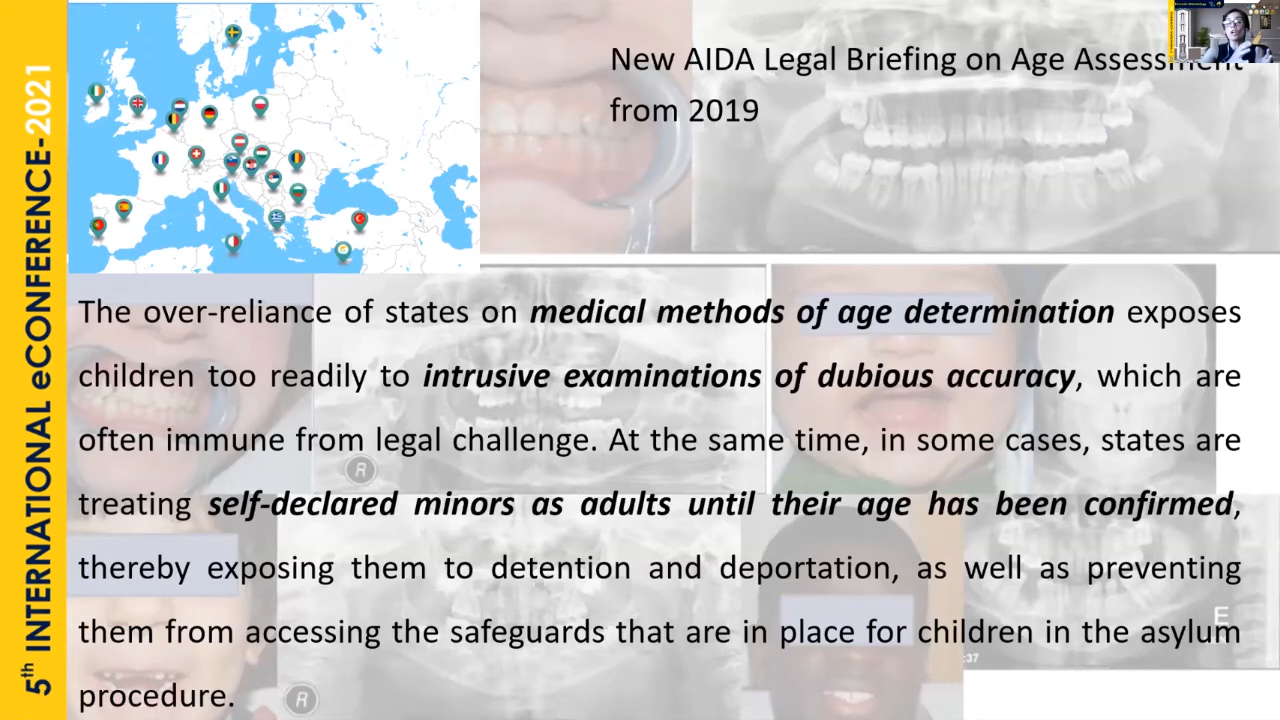 5th INTERNATIONAL eCONFERENCE-2021
New AIDA Legal Briefing on Age Assessment
from 2019
The over-reliance of states on medical methods of age determination exposes
children too readily to intrusive examinations of dubious accuracy, which are
often immune from legal challenge. At the same time, in some cases, states are
treating self-declared minors as adults until their age has been confirmed,
thereby exposing them to detention and deportation, as well as preventing
them from accessing the safeguards that are in place for children in the asylum
procedure.
R
R
E
:37